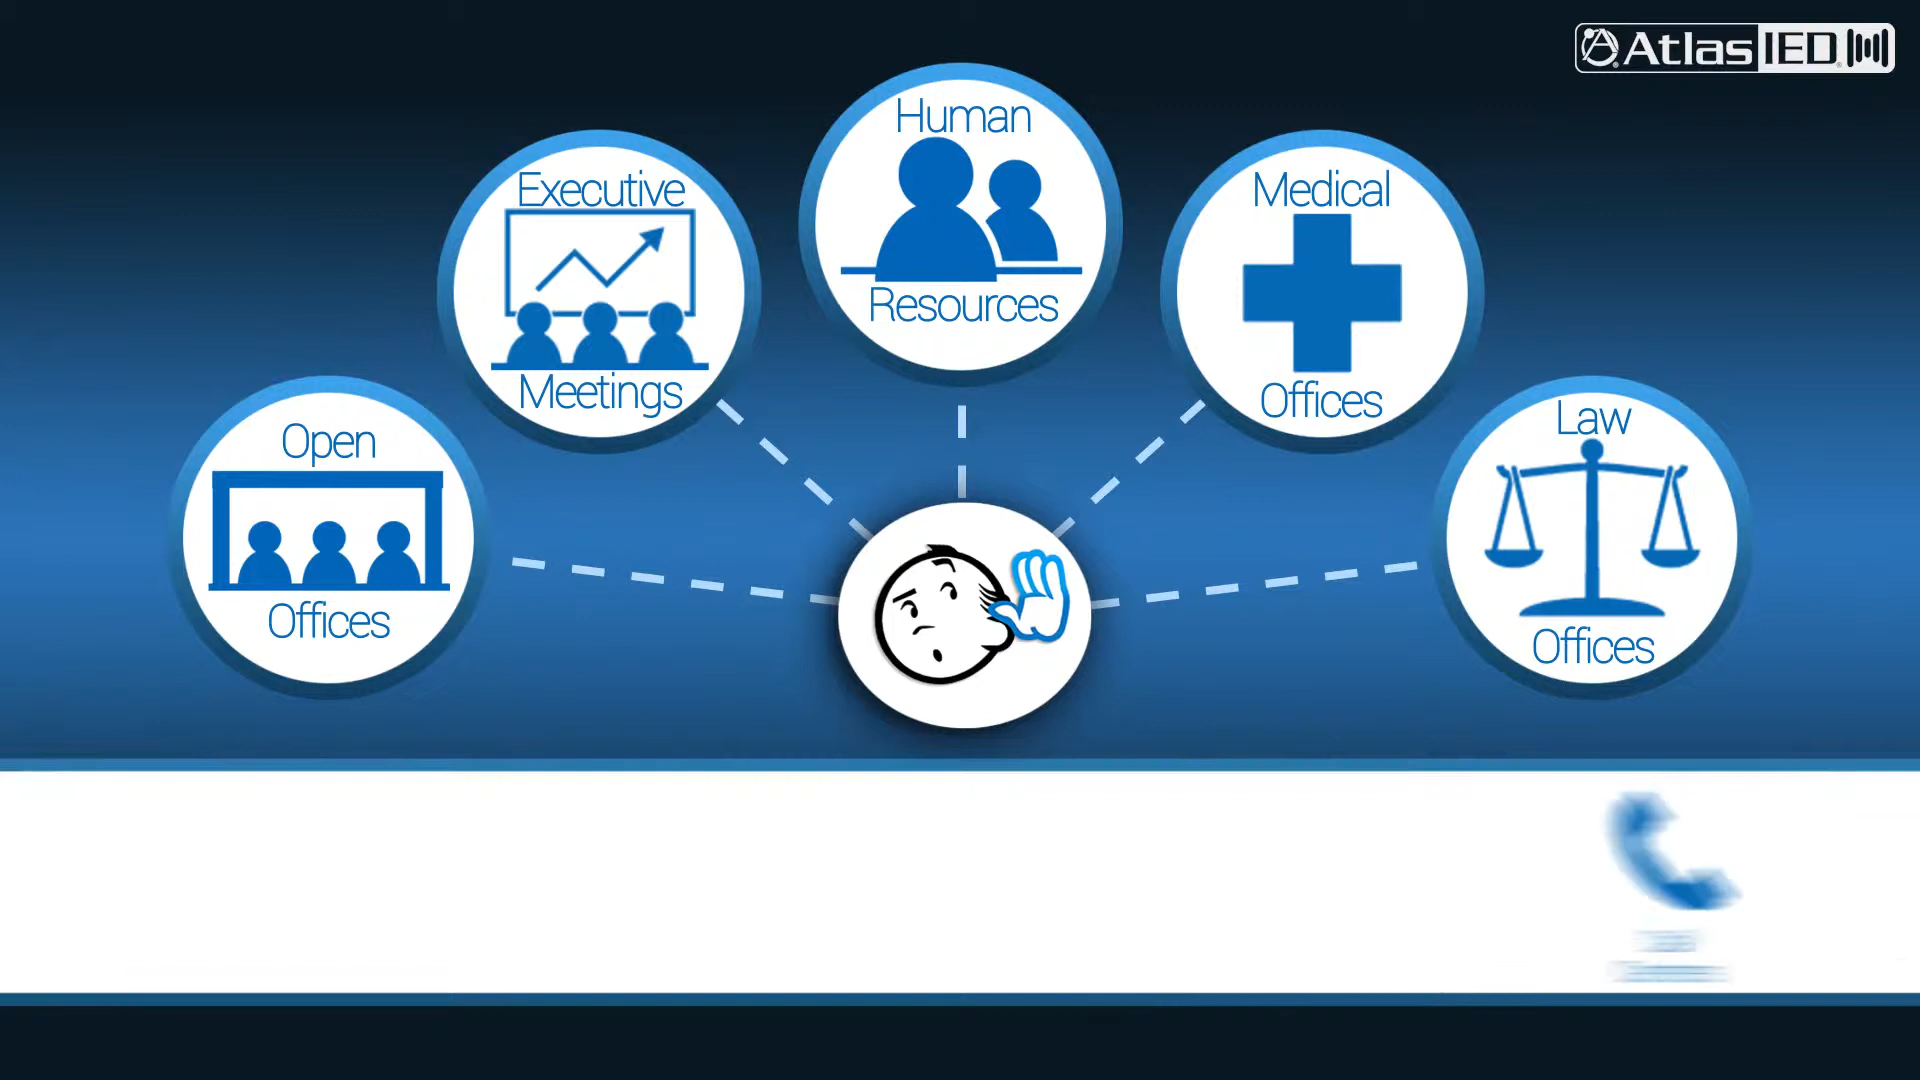 AtlasIED
Human
Resources
Executive
Meetings
Medical
Offices
Open
Offices
Law
Offices